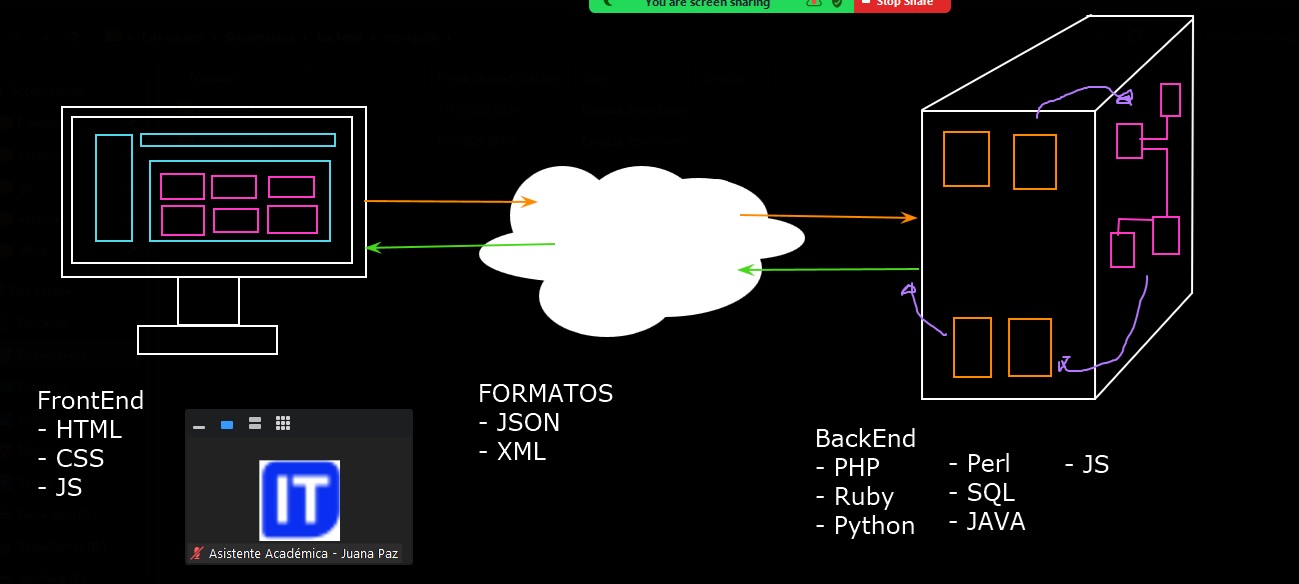 You are screen sharing
Stop Share
FrontEnd
- HTML
- CSS
- JS
IT
Asistente Académica - Juana Paz
FORMATOS
- JSON
- XML
BackEnd
- PHP
- Ruby
- Python
- Perl
- SQL
- JAVA
- JS